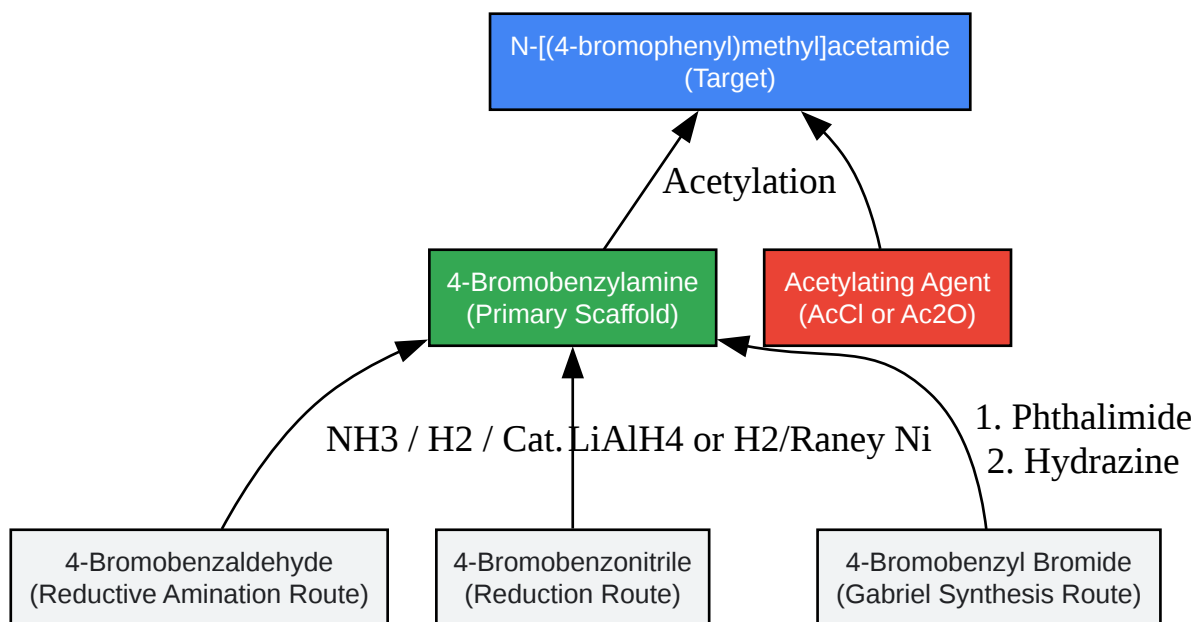 N-[(4-bromophenyl)methyl]acetamide
(Target)
Acetylation
4-Bromobenzylamine
(Primary Scaffold)
Acetylating Agent
(AcCl or Ac2O)
NH3 / H2 / Cat.
LiAlH4 or H2/Raney Ni
1. Phthalimide
2. Hydrazine
4-Bromobenzaldehyde
(Reductive Amination Route)
4-Bromobenzonitrile
(Reduction Route)
4-Bromobenzyl Bromide
(Gabriel Synthesis Route)